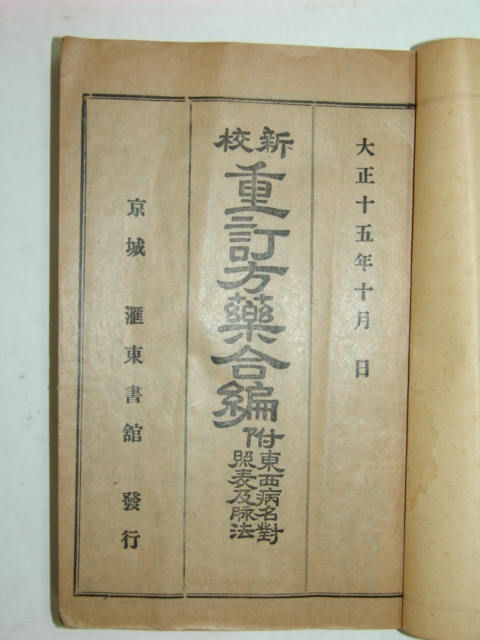 大正十五年十月 日
新校
重訂方藥合編
附東西病名對
照表及脉法
京城 滙東書舘 發行